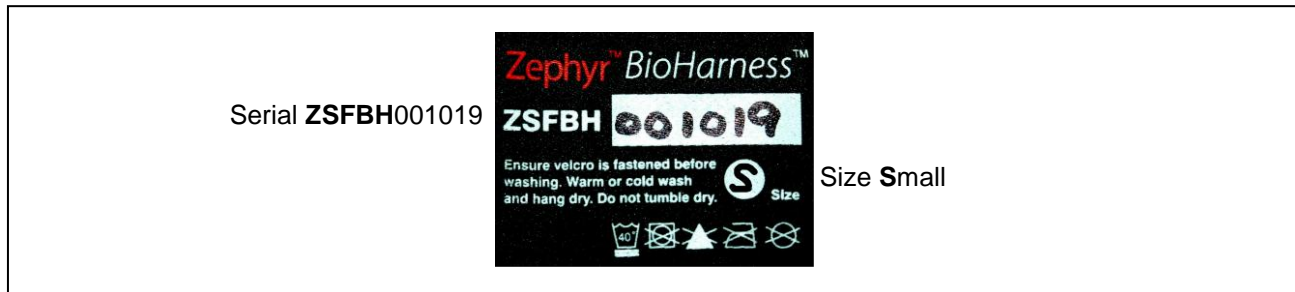 Serial ZSFBH001019
Zephyr™ BioHarness™
ZSFBH 001019
Ensure velcro is fastened before
washing. Warm or cold wash
and hang dry. Do not tumble dry.
S Size
40°
Size Small